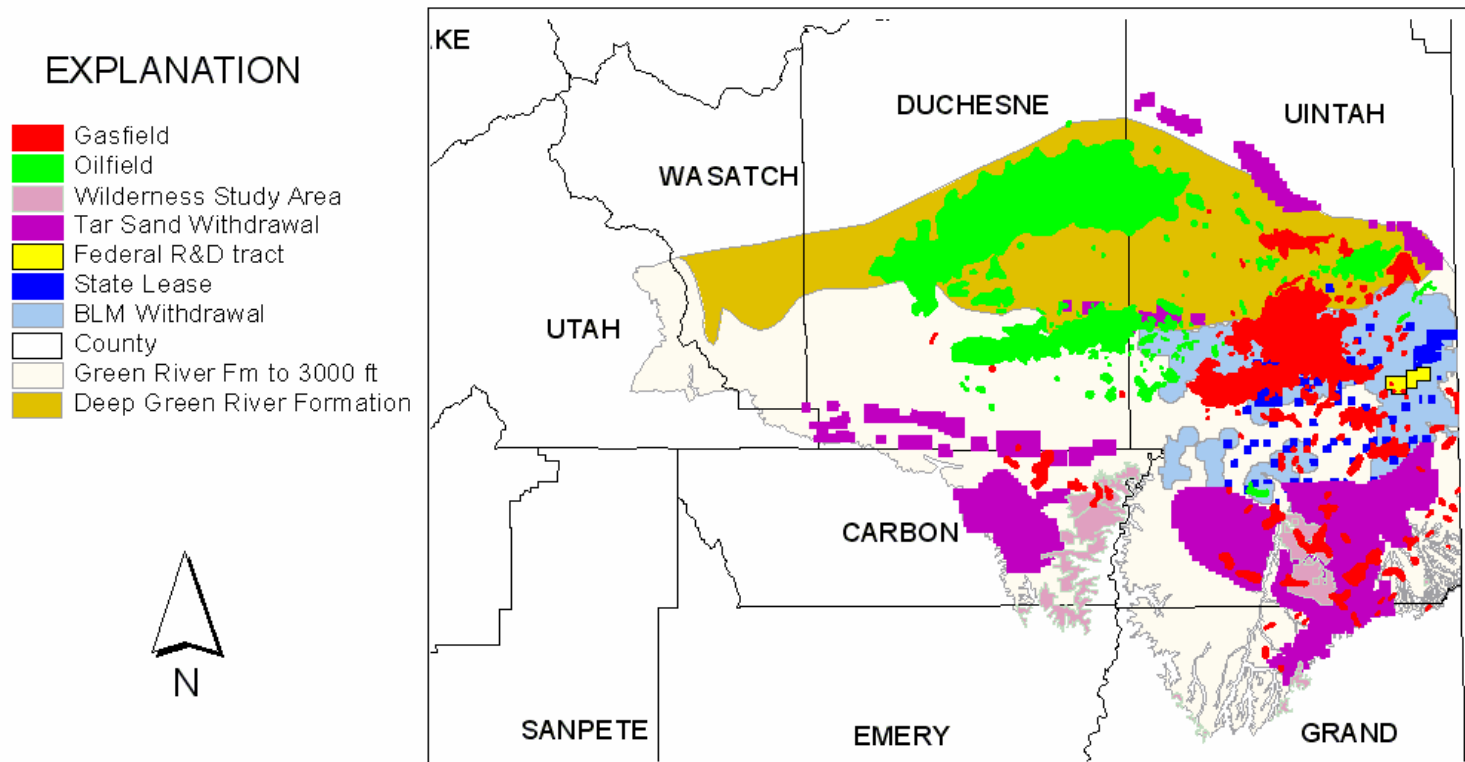 EXPLANATION
Gasfield
Oilfield
Wilderness Study Area
Tar Sand Withdrawal
Federal R&D tract
State Lease
BLM Withdrawal
County
Green River Fm to 3000 ft
Deep Green River Formation
N
KE
DUCHESNE
UINTAH
WASATCH
UTAH
CARBON
SANPETE
EMERY
GRAND